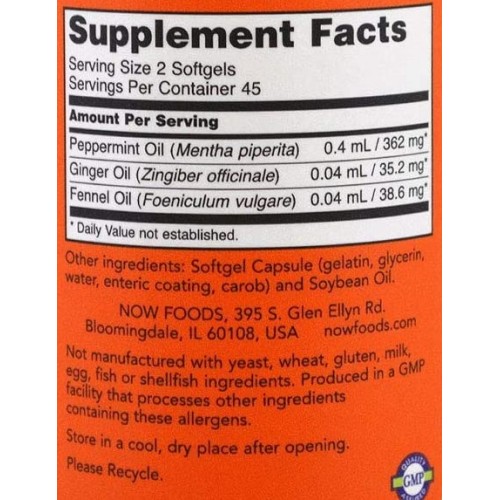 Supplement Facts
Serving Size 2 Softgels
Servings Per Container 45
Amount Per Serving
Peppermint Oil (Mentha piperita) 0.4 mL / 362 mg*
Ginger Oil (Zingiber officinale) 0.04 mL / 35.2 mg*
Fennel Oil (Foeniculum vulgare) 0.04 mL / 38.6 mg*
* Daily Value not established.
Other ingredients: Softgel Capsule (gelatin, glycerin,
water, enteric coating, carob) and Soybean Oil.
NOW FOODS, 395 S. Glen Ellyn Rd.
Bloomingdale, IL 60108, USA nowfoods.com
Not manufactured with yeast, wheat, gluten, milk,
egg, fish or shellfish ingredients. Produced in a GMP
facility that processes other ingredients
containing these allergens.
Store in a cool, dry place after opening.
Please Recycle.
QUALITY
GMP